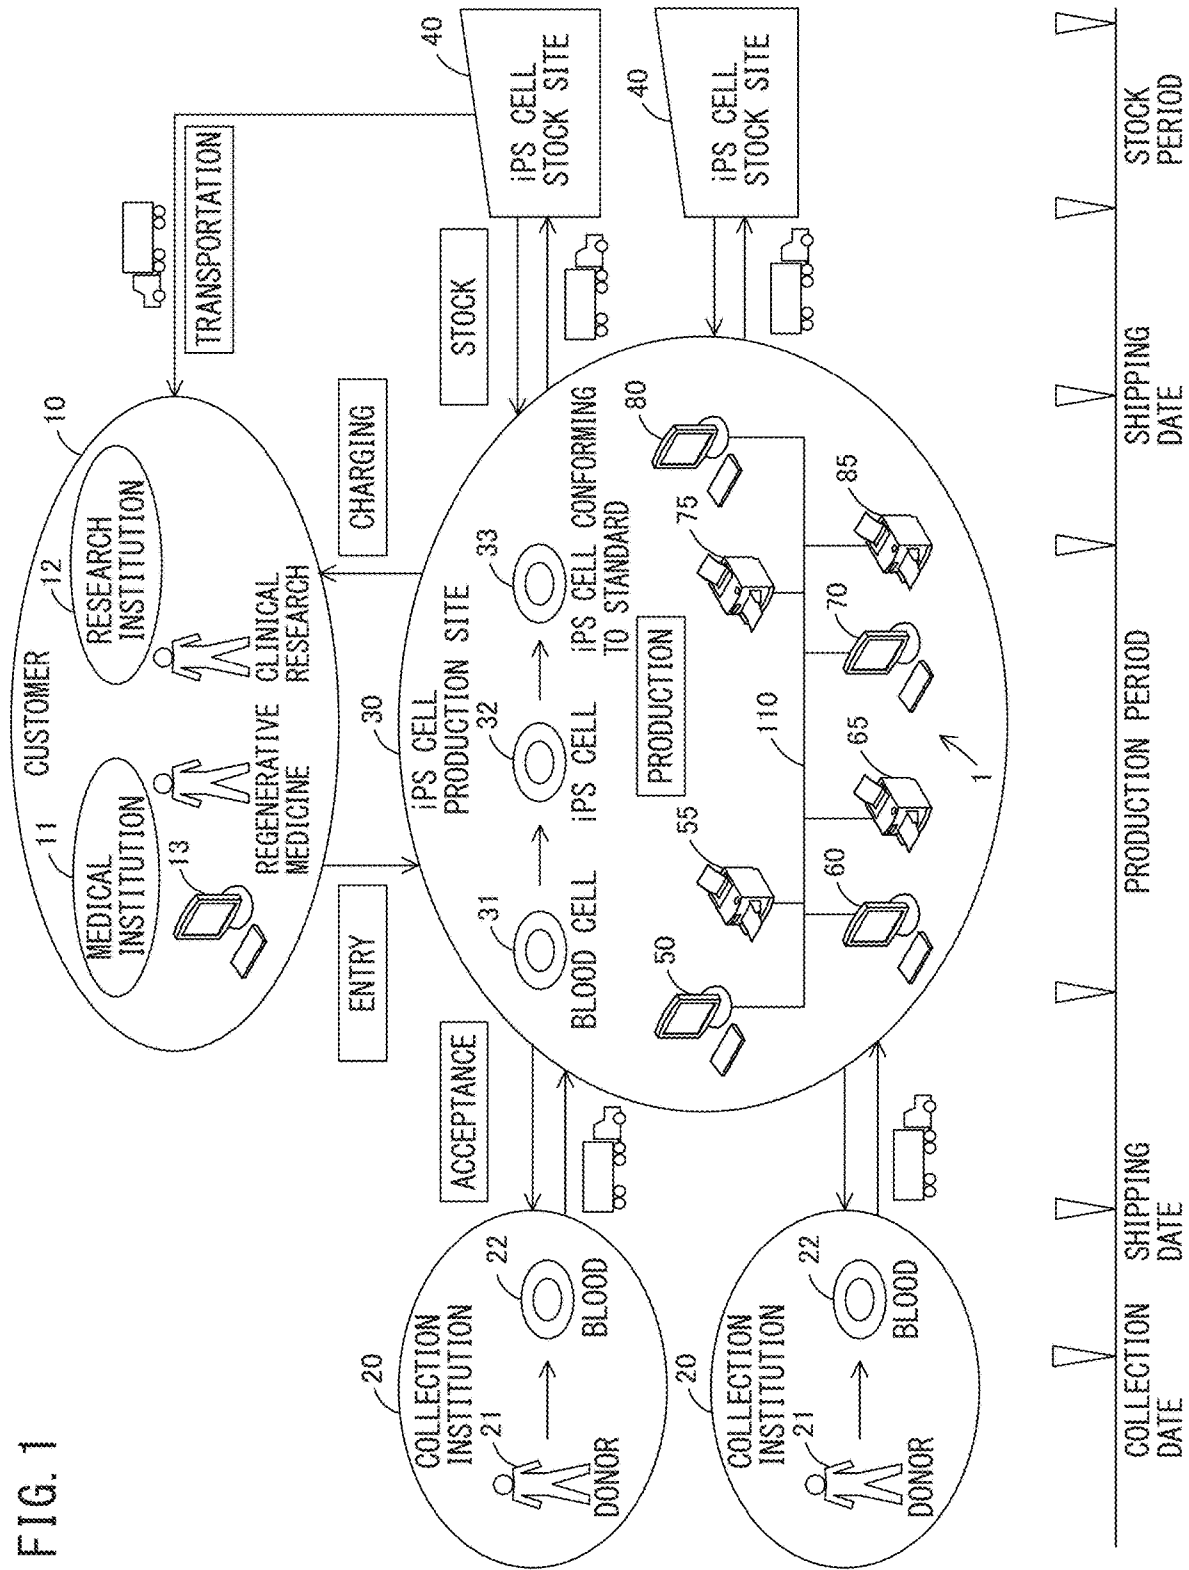 FIG. 1
CUSTOMER
10
11
MEDICAL
INSTITUTION
12
RESEARCH
INSTITUTION
13
REGENERATIVE
MEDICINE
CLINICAL
RESEARCH
TRANSPORTATION
ENTRY
CHARGING
ACCEPTANCE
STOCK
20
COLLECTION
INSTITUTION
21
22
DONOR
BLOOD
20
COLLECTION
INSTITUTION
21
22
DONOR
BLOOD
30
iPS CELL
PRODUCTION SITE
31
32
33
BLOOD CELL
iPS CELL
iPS CELL CONFORMING
TO STANDARD
PRODUCTION
50
55
75
80
110
60
65
70
85
1
40
iPS CELL
STOCK SITE
40
iPS CELL
STOCK SITE
COLLECTION
DATE
SHIPPING
DATE
PRODUCTION PERIOD
SHIPPING
DATE
STOCK
PERIOD